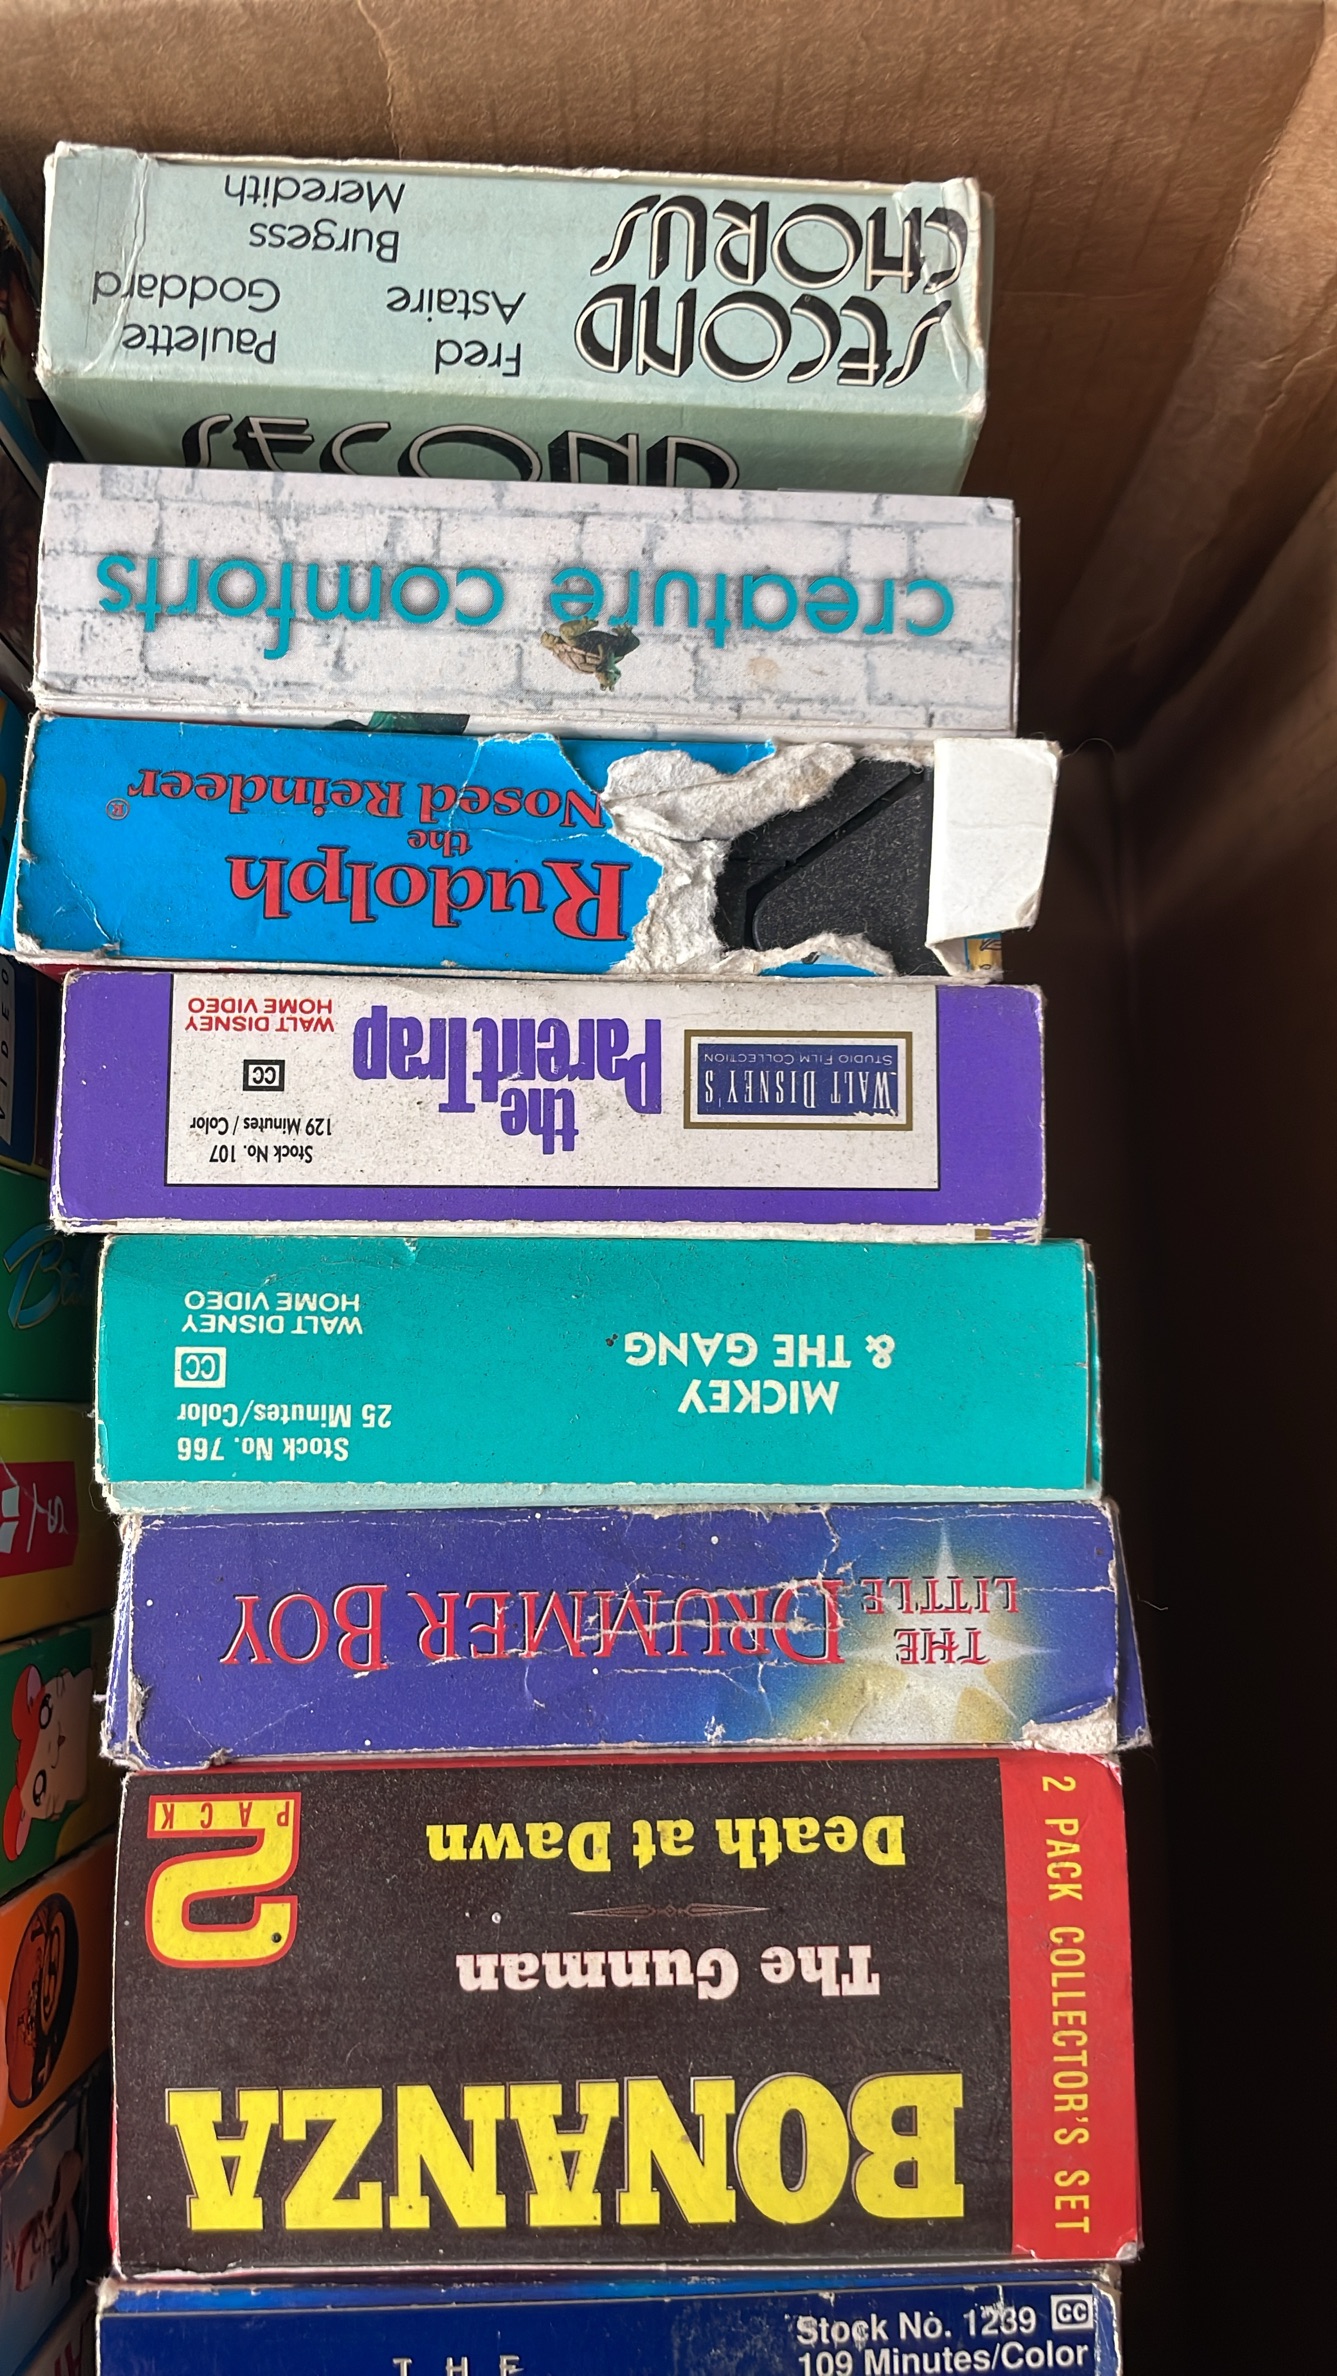 SECOND
CHORUS
Fred
Astaire
Paulette
Goddard
Burgess
Meredith
SECOND
creature comforts
Rudolph
the
Nosed Reindeer®
WALT DISNEY'S
STUDIO FILM COLLECTION
the
ParentTrap
Stock No. 107
129 Minutes / Color
CC
WALT DISNEY
HOME VIDEO
MICKEY
& THE GANG
Stock No. 766
25 Minutes/Color
CC
WALT DISNEY
HOME VIDEO
THE
LITTLE
DRUMMER BOY
2 PACK COLLECTOR'S SET
BONANZA
The Gunman
Death at Dawn
2
PACK
Stock No. 1239 CC
109 Minutes/Color
THE
VIDEO